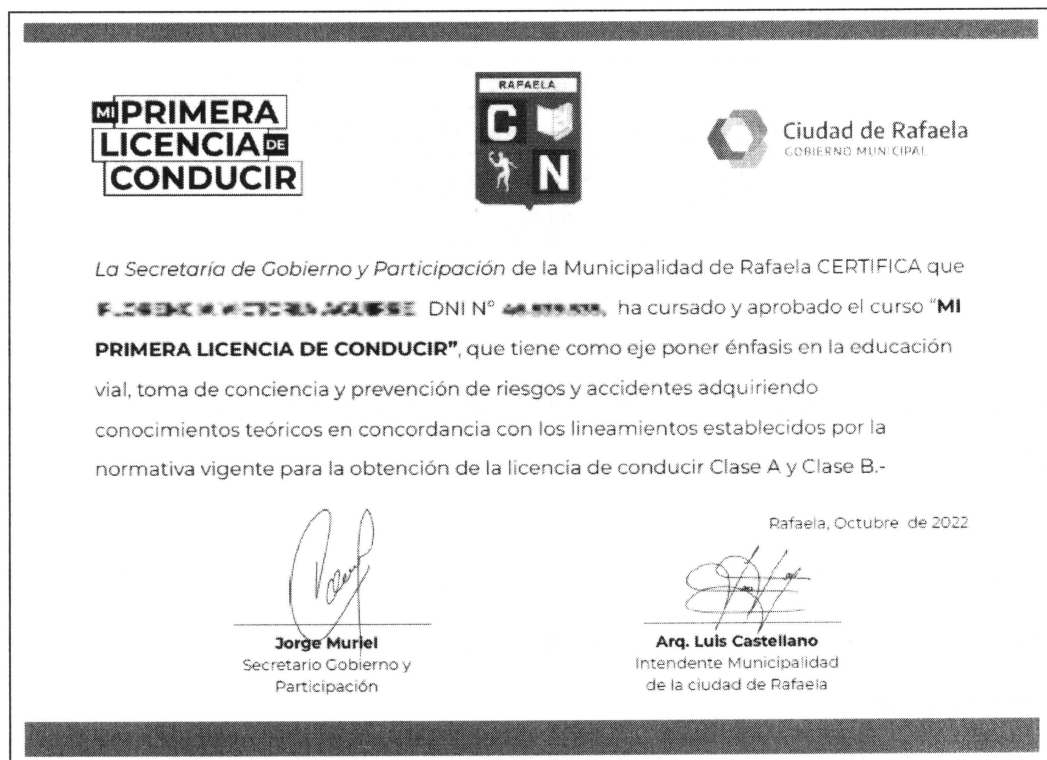 MI PRIMERA
LICENCIA DE
CONDUCIR
RAFAELA
C
N
Ciudad de Rafaela
GOBIERNO MUNICIPAL
La Secretaría de Gobierno y Participación de la Municipalidad de Rafaela CERTIFICA que
DNI N° ha cursado y aprobado el curso “MI
PRIMERA LICENCIA DE CONDUCIR”, que tiene como eje poner énfasis en la educación
vial, toma de conciencia y prevención de riesgos y accidentes adquiriendo
conocimientos teóricos en concordancia con los lineamientos establecidos por la
normativa vigente para la obtención de la licencia de conducir Clase A y Clase B.-
Rafaela, Octubre de 2022
Jorge Muriel
Secretario Gobierno y
Participación
Arq. Luis Castellano
Intendente Municipalidad
de la ciudad de Rafaela